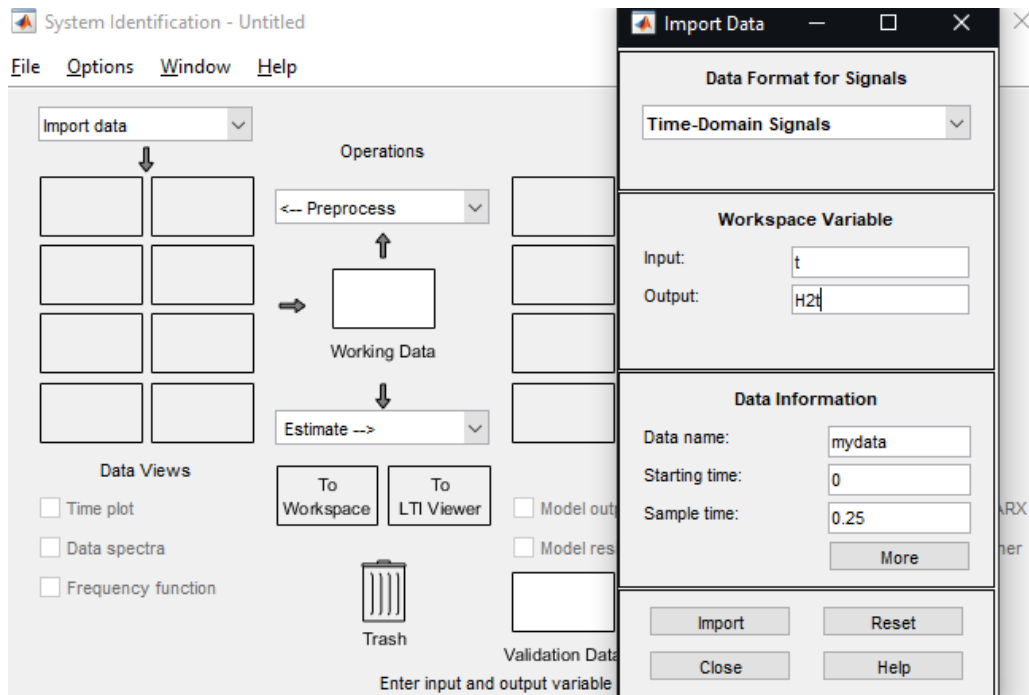 System Identification - Untitled
File Options Window Help
Import data
Operations
<-- Preprocess
Working Data
Estimate -->
Data Views
To
Workspace
To
LTI Viewer
Time plot
Data spectra
Frequency function
Trash
Model
Model
ARX
Validation Data
Enter input and output variable
Import Data
Data Format for Signals
Time-Domain Signals
Workspace Variable
Input: t
Output: H2t
Data Information
Data name: mydata
Starting time: 0
Sample time: 0.25
More
Import Reset
Close Help